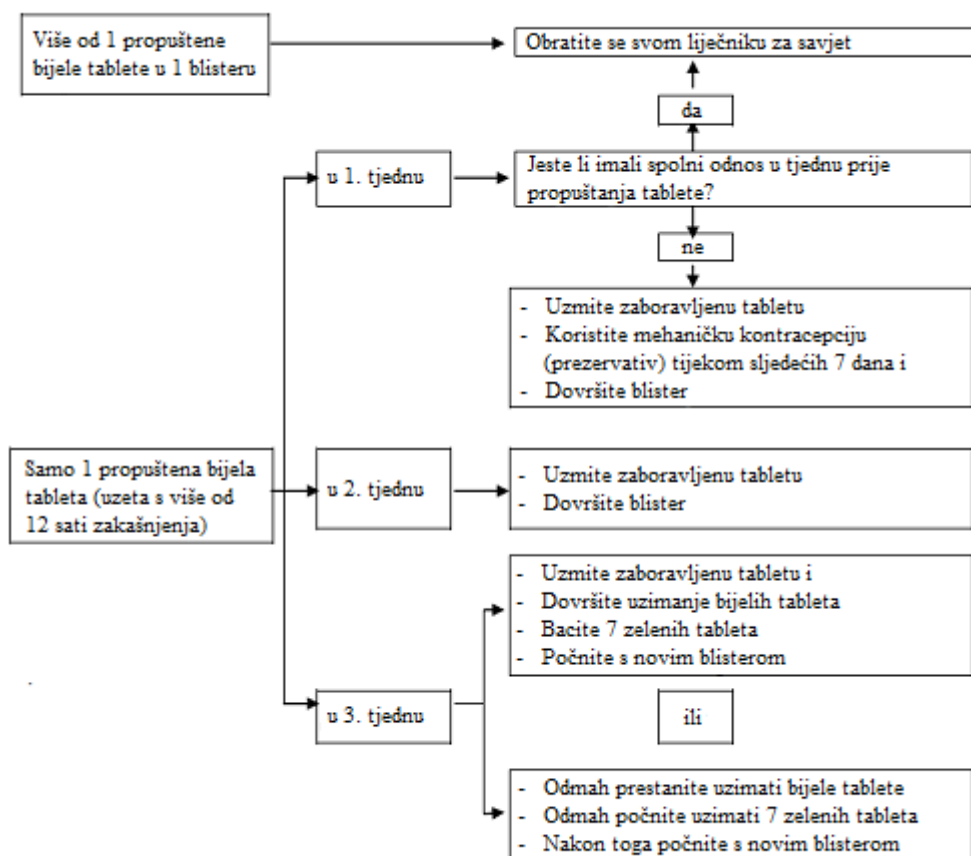 Više od 1 propuštene
bijele tablete u 1 blisteru
Obratite se svom liječniku za savjet
da
u 1. tjednu
Jeste li imali spolni odnos u tjednu prije
propuštanja tablete?
ne
- Uzmite zaboravljenu tabletu
- Koristite mehaničku kontracepciju
(prezervativ) tijekom sljedećih 7 dana i
- Dovršite blister
Samo 1 propuštena bijela
tableta (uzeta s više od
12 sati zakašnjenja)
u 2. tjednu
- Uzmite zaboravljenu tabletu
- Dovršite blister
- Uzmite zaboravljenu tabletu i
- Dovršite uzimanje bijelih tableta
- Bacite 7 zelenih tableta
- Počnite s novim blisterom
u 3. tjednu
ili
- Odmah prestanite uzimati bijele tablete
- Odmah počnite uzimati 7 zelenih tableta
- Nakon toga počnite s novim blisterom